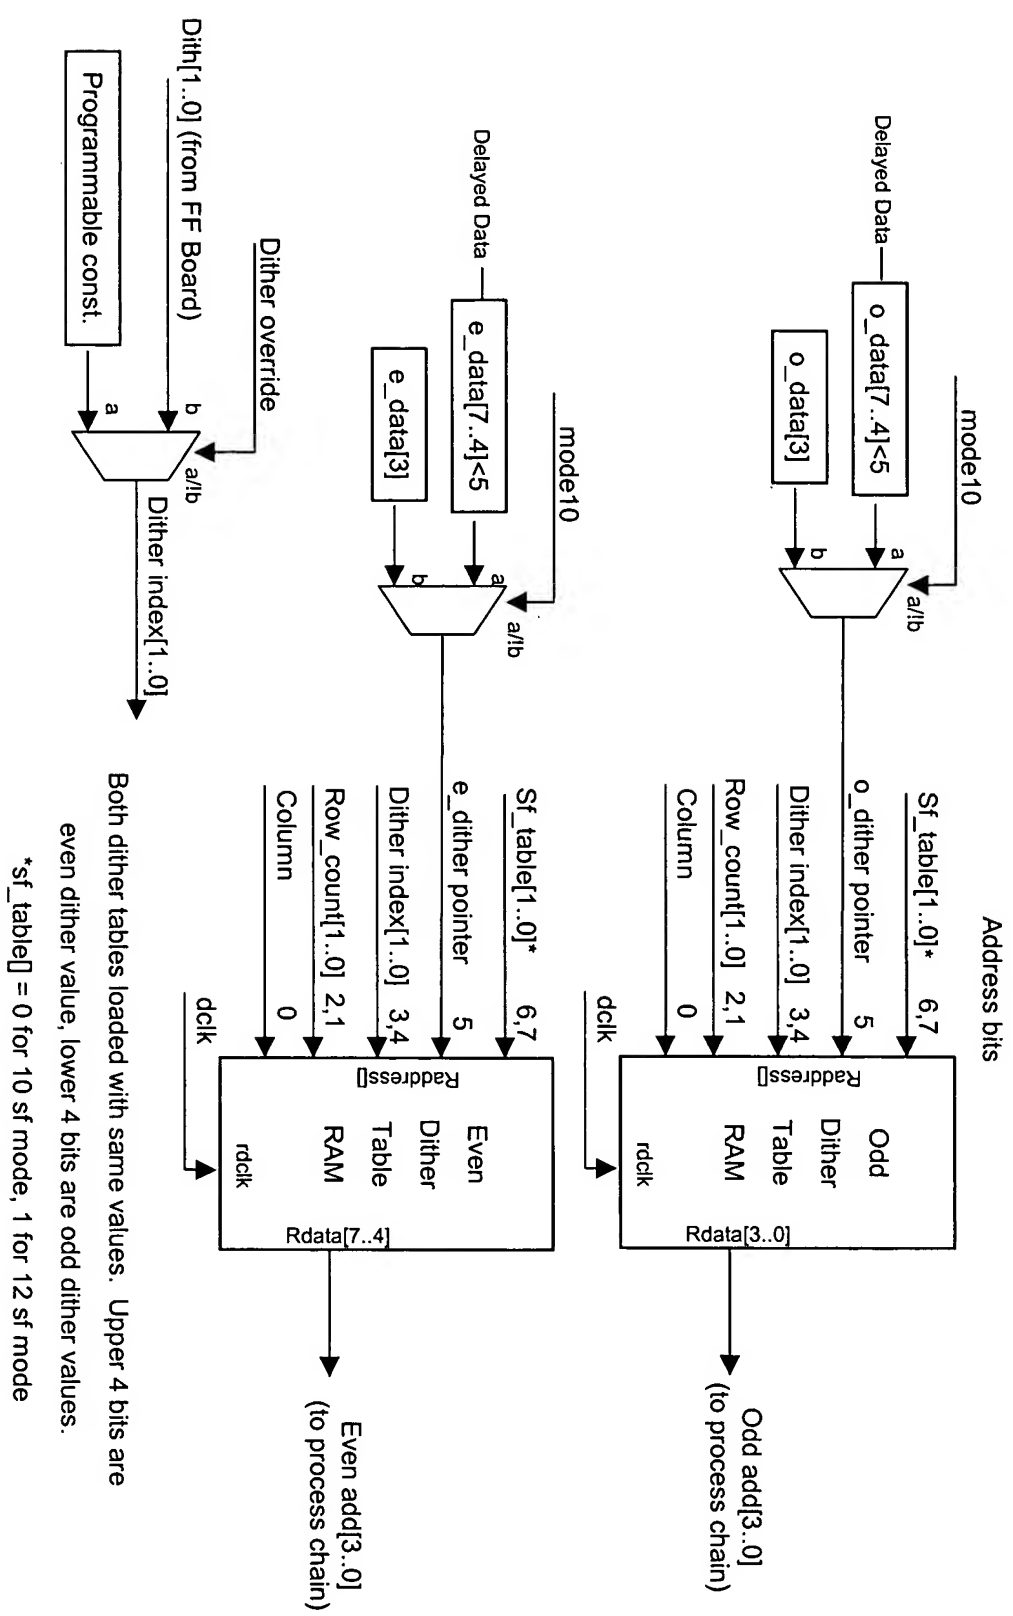 Address bits
mode10
Sf_table[1..0]* 6,7
a/!b
Delayed Data
o_data[7..4]<5
a
o_dither pointer 5
Raddress[]
Odd
Dither
Table
RAM
o_data[3]
b
Dither index[1..0] 3,4
Row_count[1..0] 2,1
Column 0
Rdata[3..0]
Odd add[3..0]
(to process chain)
dclk
rdclk
mode10
Sf_table[1..0]* 6,7
a/!b
Delayed Data
e_data[7..4]<5
a
e_dither pointer 5
Raddress[]
Even
Dither
Table
RAM
e_data[3]
b
Dither index[1..0] 3,4
Row_count[1..0] 2,1
Column 0
Rdata[7..4]
Even add[3..0]
(to process chain)
dclk
rdclk
Dither override
Dith[1..0] (from FF Board)
b
a/!b
Dither index[1..0]
Programmable const.
a
Both dither tables loaded with same values. Upper 4 bits are
even dither value, lower 4 bits are odd dither values.
*sf_table[] = 0 for 10 sf mode, 1 for 12 sf mode